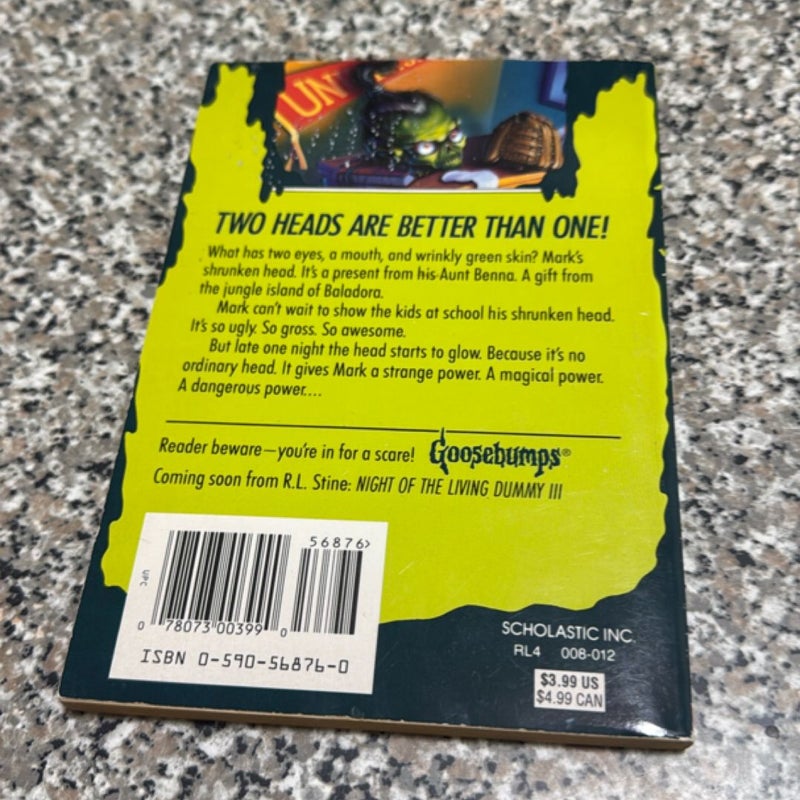 UN
TWO HEADS ARE BETTER THAN ONE!
What has two eyes, a mouth, and wrinkly green skin? Mark's
shrunken head. It's a present from his Aunt Benna. A gift from
the jungle island of Baladora.
Mark can't wait to show the kids at school his shrunken head.
It's so ugly. So gross. So awesome.
But late one night the head starts to glow. Because it's no
ordinary head. It gives Mark a strange power. A magical power.
A dangerous power....
Reader beware—you're in for a scare! Goosebumps®
Coming soon from R.L. Stine: NIGHT OF THE LIVING DUMMY III
56876>
UPC
0 78073 00399 0
ISBN 0-590-56876-0
SCHOLASTIC INC.
RL4 008-012
$3.99 US
$4.99 CAN